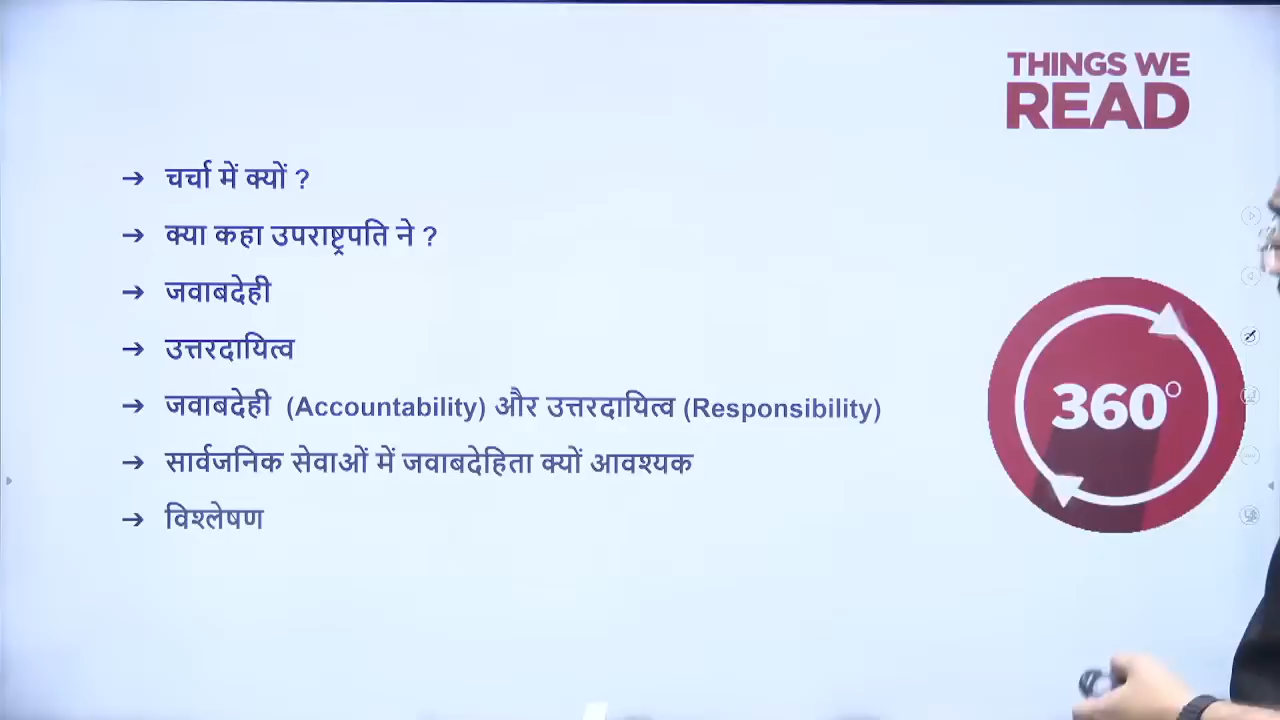 THINGS WE
READ
➔ चर्चा में क्यों ?
➔ क्या कहा उपराष्ट्रपति ने ?
➔ जवाबदेही
➔ उत्तरदायित्व
➔ जवाबदेही (Accountability) और उत्तरदायित्व (Responsibility)
➔ सार्वजनिक सेवाओं में जवाबदेहिता क्यों आवश्यक
➔ विश्लेषण
360°